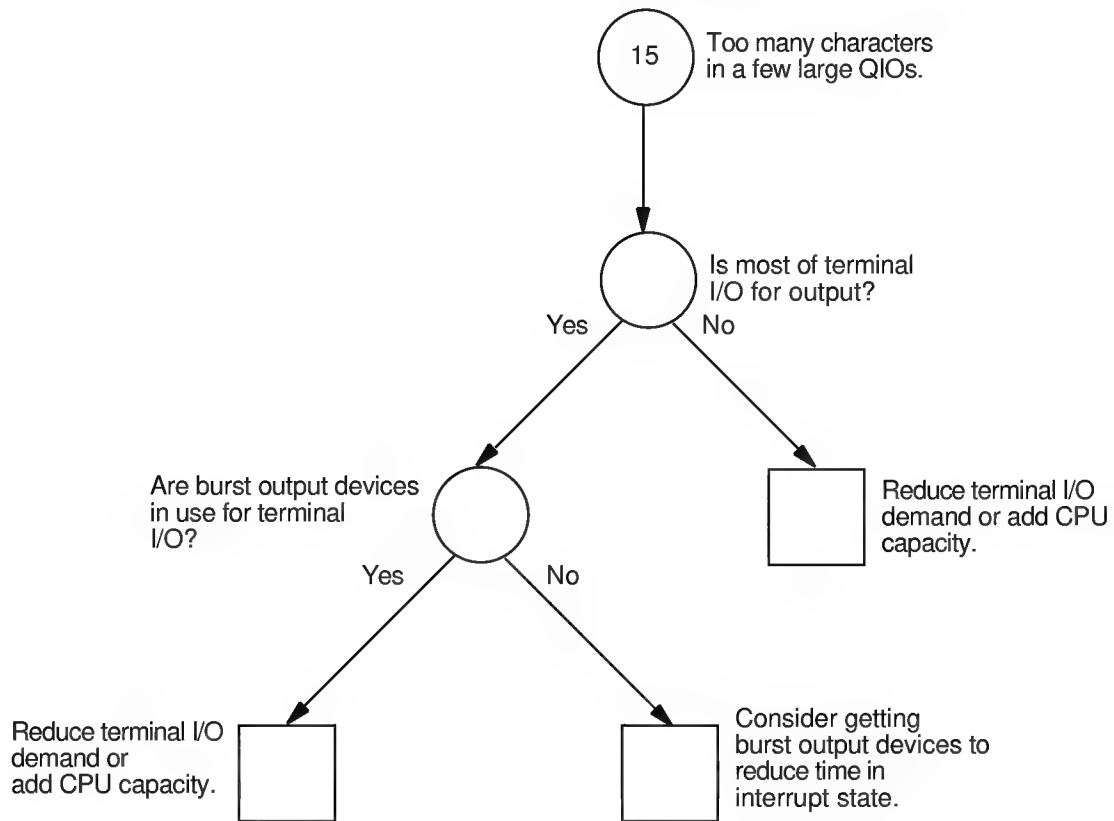 15
Too many characters
in a few large QIOs.
Is most of terminal
I/O for output?
Yes
No
Are burst output devices
in use for terminal
I/O?
Reduce terminal I/O
demand or add CPU
capacity.
Yes
No
Reduce terminal I/O
demand or
add CPU capacity.
Consider getting
burst output devices to
reduce time in
interrupt state.